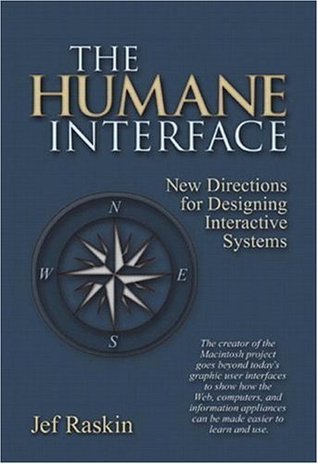 THE
HUMANE
INTERFACE
New Directions
for Designing
Interactive
Systems
N
W
E
S
The creator of the
Macintosh project
goes beyond today's
graphic user interfaces
to show how the
Web, computers, and
information appliances
can be made easier to
learn and use.
Jef Raskin